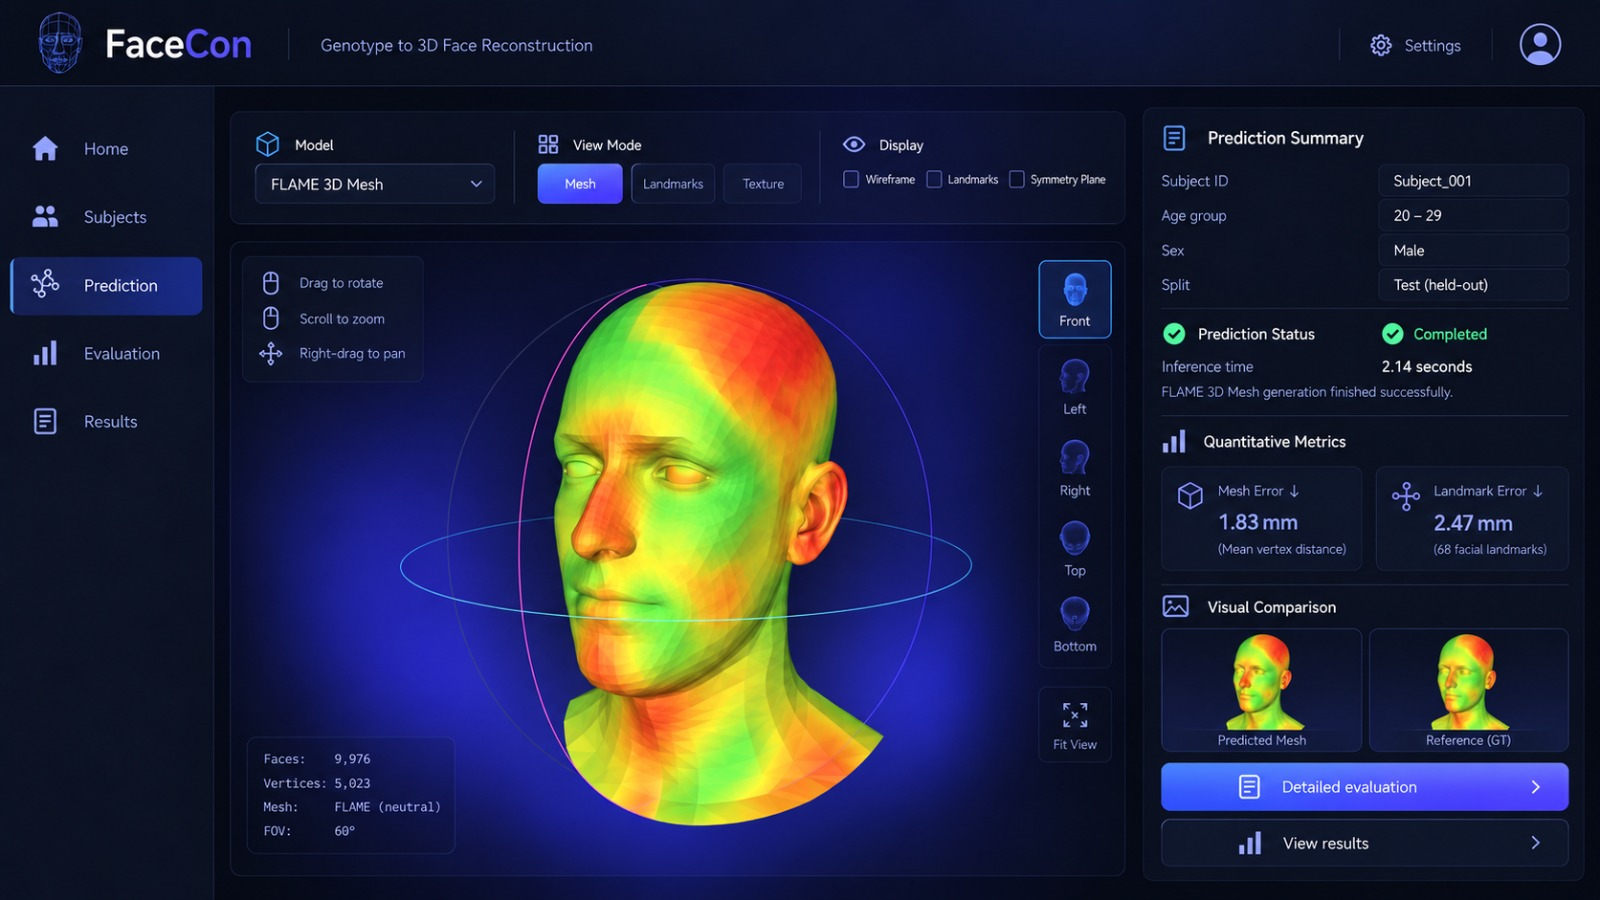 FaceCon
Genotype to 3D Face Reconstruction
Settings
Home
Subjects
Prediction
Evaluation
Results
Model
FLAME 3D Mesh
View Mode
Mesh
Landmarks
Texture
Display
Wireframe
Landmarks
Symmetry Plane
Drag to rotate
Scroll to zoom
Right-drag to pan
Front
Left
Right
Top
Bottom
Fit View
Faces: 9,976
Vertices: 5,023
Mesh: FLAME (neutral)
FOV: 60°
Prediction Summary
Subject ID Subject_001
Age group 20 – 29
Sex Male
Split Test (held-out)
Prediction Status Completed
Inference time 2.14 seconds
FLAME 3D Mesh generation finished successfully.
Quantitative Metrics
Mesh Error ↓
1.83 mm
(Mean vertex distance)
Landmark Error ↓
2.47 mm
(68 facial landmarks)
Visual Comparison
Predicted Mesh
Reference (GT)
Detailed evaluation
View results